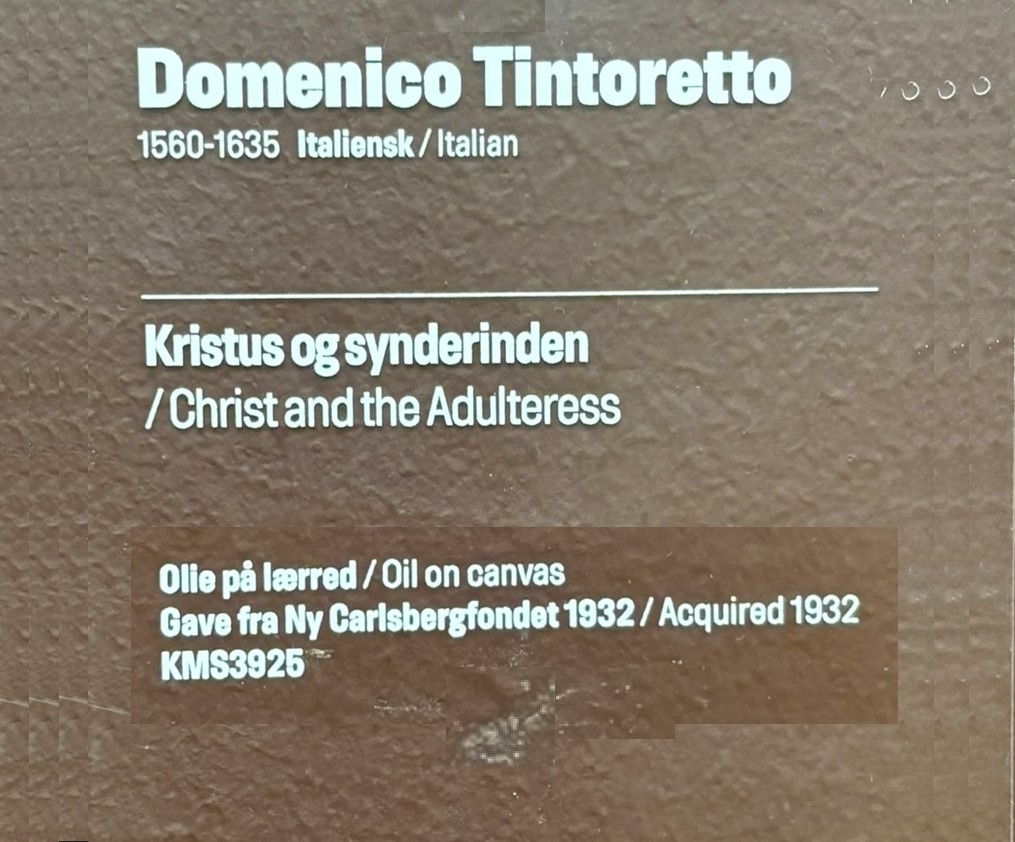 Domenico Tintoretto
1560-1635 Italiensk / Italian
Kristus og synderinden
/ Christ and the Adulteress
Olie på lærred / Oil on canvas
Gave fra Ny Carlsbergfondet 1932 / Acquired 1932
KMS3925